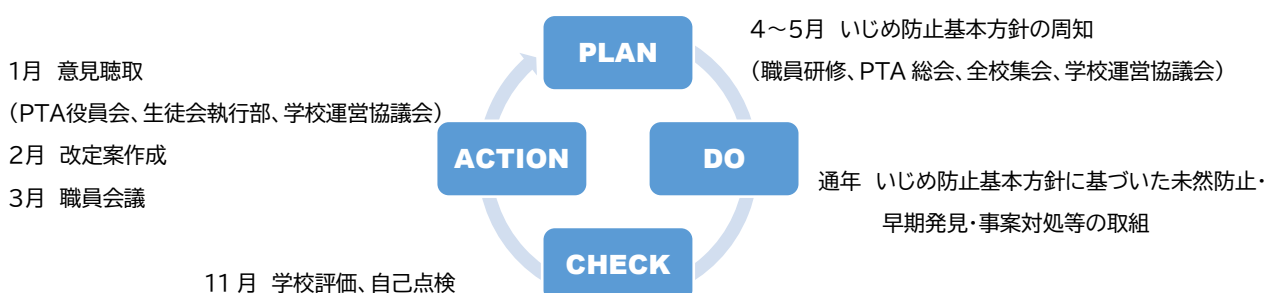 PLAN
4~5月 いじめ防止基本方針の周知
(職員研修、PTA 総会、全校集会、学校運営協議会)
DO
通年 いじめ防止基本方針に基づいた未然防止・
早期発見・事案対処等の取組
CHECK
11 月 学校評価、自己点検
ACTION
1月 意見聴取
(PTA役員会、生徒会執行部、学校運営協議会)
2月 改定案作成
3月 職員会議